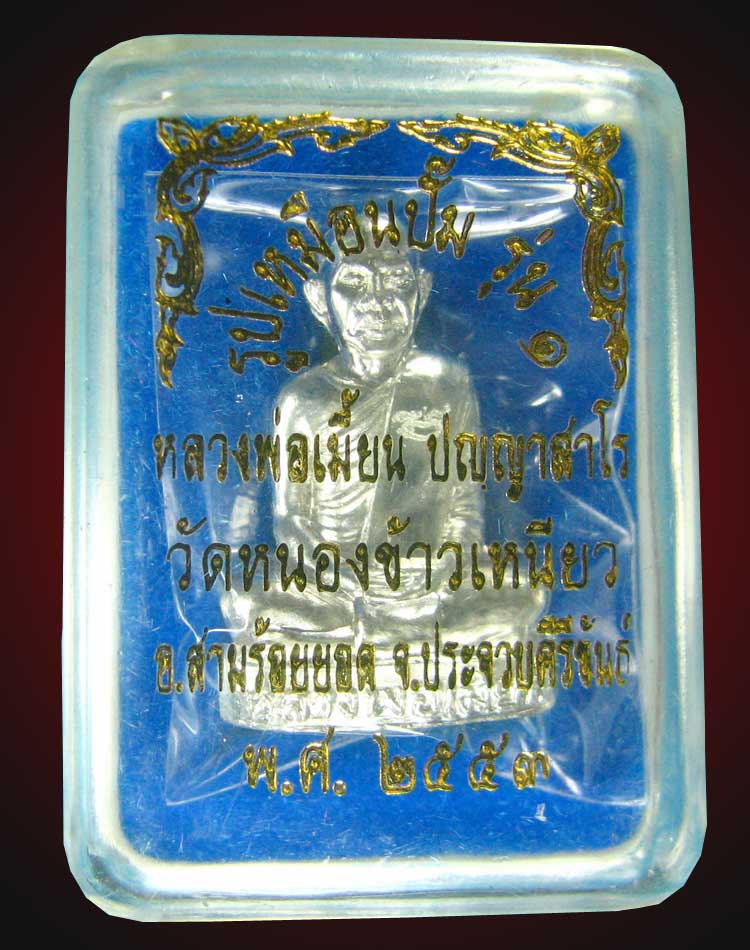 รูปเหมือนปั๊ม รุ่น ๑
หลวงพ่อเมี้ยน ปญฺญาสาโร
วัดหนองข้าวเหนียว
อ.สามร้อยยอด จ.ประจวบคีรีขันธ์
พ.ศ. ๒๕๕๓